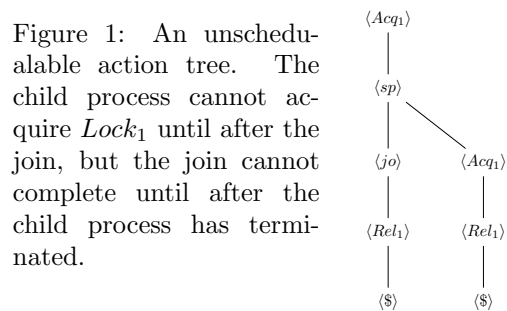 Figure 1: An unschedu-
alable action tree. The
child process cannot ac-
quire Lock₁ until after the
join, but the join cannot
complete until after the
child process has termi-
nated.
⟨Acq₁⟩
⟨sp⟩
⟨jo⟩ ⟨Acq₁⟩
⟨Rel₁⟩ ⟨Rel₁⟩
⟨$⟩ ⟨$⟩